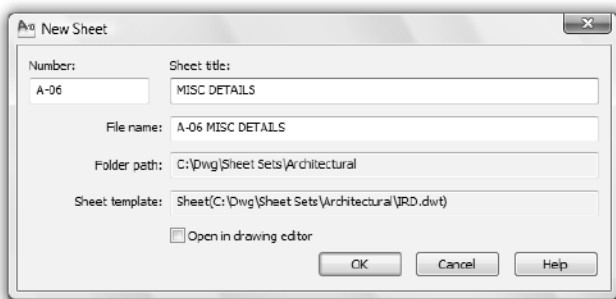 New Sheet
Number: Sheet title:
A-06 MISC DETAILS
File name: A-06 MISC DETAILS
Folder path: C:\Dwg\Sheet Sets\Architectural
Sheet template: Sheet(C:\Dwg\Sheet Sets\Architectural\IRD.dwt)
Open in drawing editor
OK Cancel Help